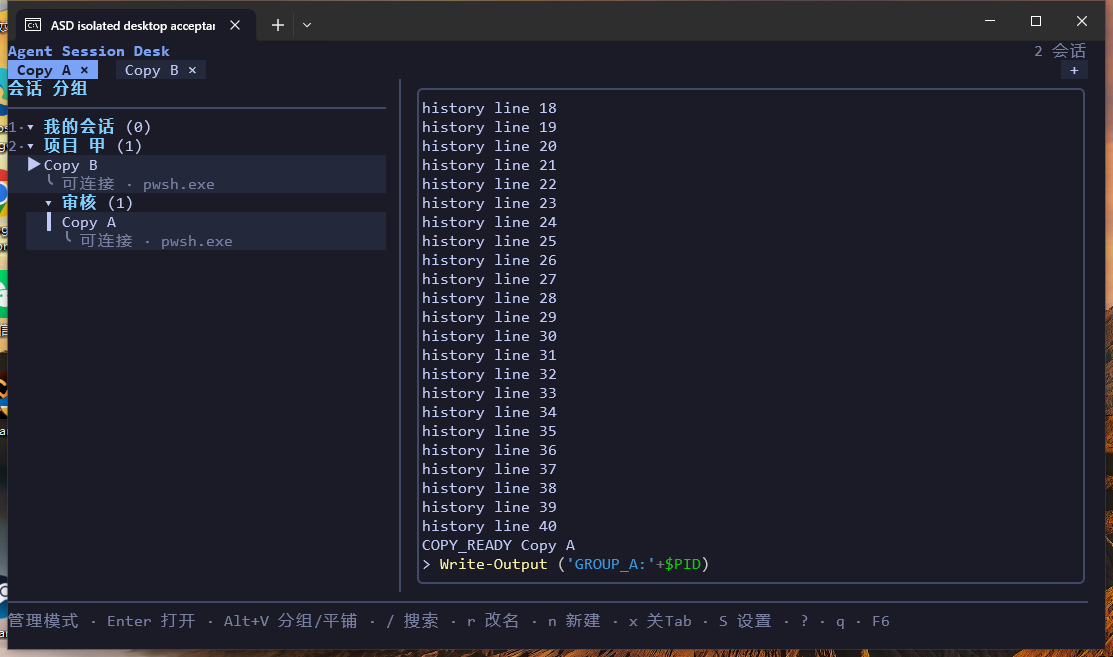 ASD isolated desktop acceptar
Agent Session Desk
2 会话
Copy A × Copy B ×
+
会话 分组
1·▾ 我的会话 (0)
2·▾ 项目 甲 (1)
▶Copy B
╰ 可连接 · pwsh.exe
▾ 审核 (1)
Copy A
╰ 可连接 · pwsh.exe
history line 18
history line 19
history line 20
history line 21
history line 22
history line 23
history line 24
history line 25
history line 26
history line 27
history line 28
history line 29
history line 30
history line 31
history line 32
history line 33
history line 34
history line 35
history line 36
history line 37
history line 38
history line 39
history line 40
COPY_READY Copy A
> Write-Output ('GROUP_A:'+$PID)
管理模式 · Enter 打开 · Alt+V 分组/平铺 · / 搜索 · r 改名 · n 新建 · x 关Tab · S 设置 · ? · q · F6